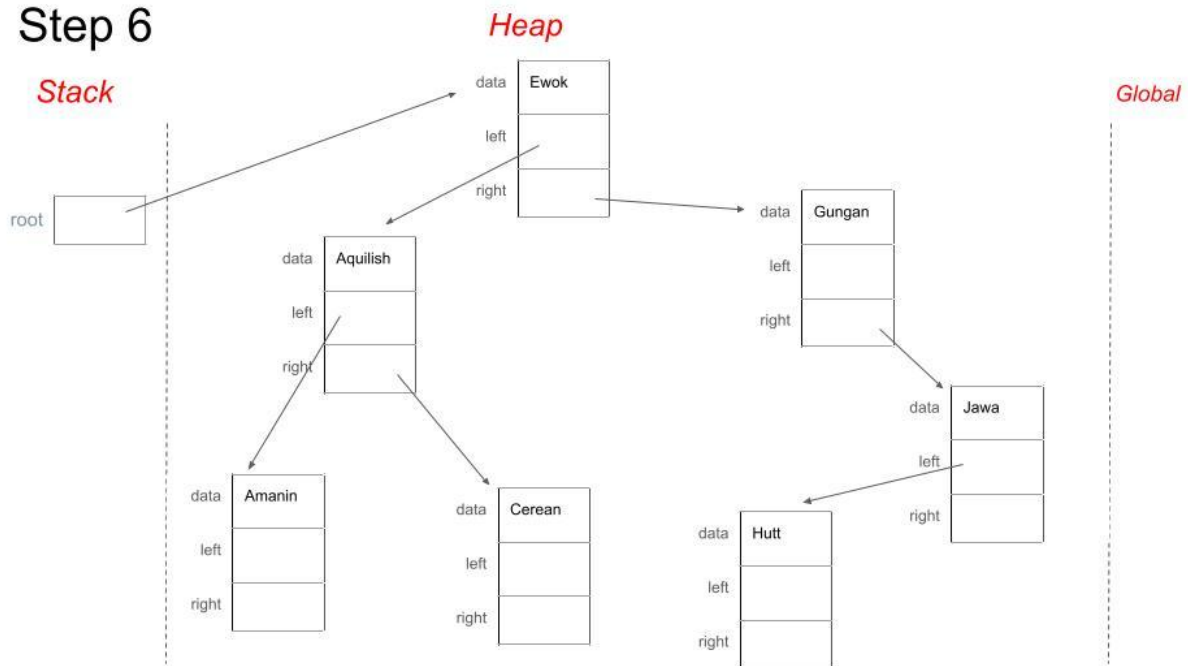 Step 6
Heap
Stack
Global
data Ewok
left
right
root
data Gungan
left
right
data Aquilish
left
right
data Jawa
left
right
data Amanin
left
right
data Cerean
left
right
data Hutt
left
right